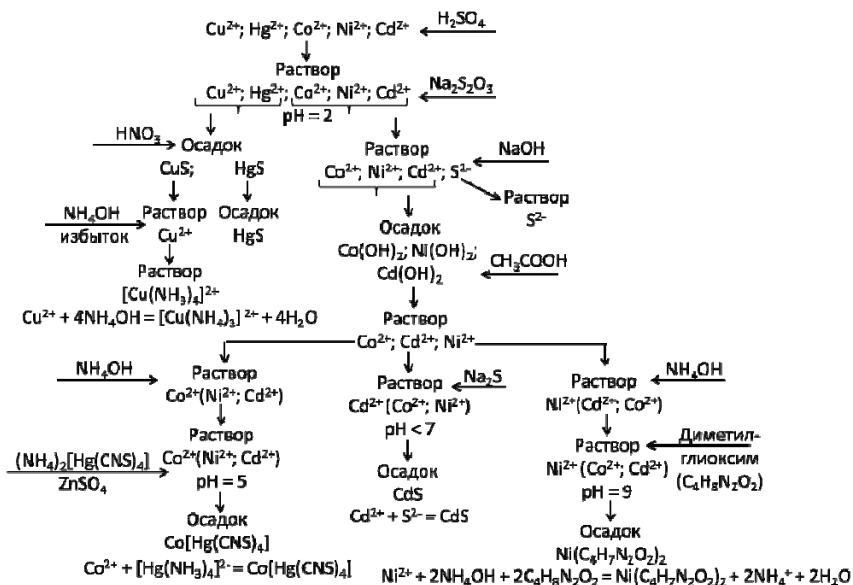 Cu²⁺; Hg²⁺; Co²⁺; Ni²⁺; Cd²⁺
H₂SO₄
Раствор
Cu²⁺; Hg²⁺; Co²⁺; Ni²⁺; Cd²⁺
Na₂S₂O₃
pH = 2
HNO₃
Осадок
CuS; HgS
Раствор
Co²⁺; Ni²⁺; Cd²⁺; S²⁻
NaOH
Раствор
S²⁻
NH₄OH
избыток
Раствор
Cu²⁺
Осадок
HgS
Осадок
Co(OH)₂; Ni(OH)₂;
Cd(OH)₂
CH₃COOH
Раствор
[Cu(NH₃)₄]²⁺
Cu²⁺ + 4NH₄OH = [Cu(NH₄)₃]²⁺ + 4H₂O
Раствор
Co²⁺; Cd²⁺; Ni²⁺
NH₄OH
Раствор
Co²⁺(Ni²⁺; Cd²⁺)
Раствор
Cd²⁺(Co²⁺; Ni²⁺)
pH < 7
Na₂S
Раствор
Ni²⁺(Cd²⁺; Co²⁺)
NH₄OH
(NH₄)₂[Hg(CNS)₄]
ZnSO₄
Раствор
Co²⁺(Ni²⁺; Cd²⁺)
pH = 5
Осадок
CdS
Cd²⁺ + S²⁻ = CdS
Раствор
Ni²⁺(Co²⁺; Cd²⁺)
pH = 9
Диметил-
глиоксим
(C₄H₈N₂O₂)
Осадок
Co[Hg(CNS)₄]
Co²⁺ + [Hg(NH₃)₄]²⁻ = Co[Hg(CNS)₄]
Осадок
Ni(C₄H₇N₂O₂)₂
Ni²⁺ + 2NH₄OH + 2C₄H₈N₂O₂ = Ni(C₄H₇N₂O₂)₂ + 2NH₄⁺ + 2H₂O